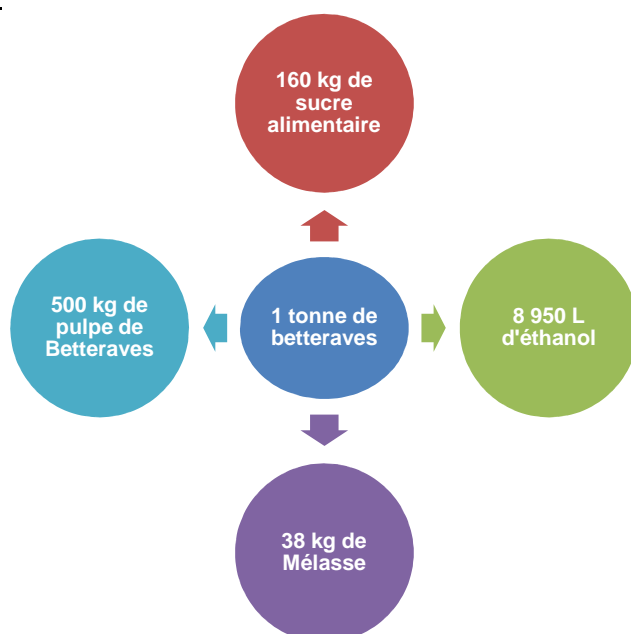 160 kg de
sucre
alimentaire
500 kg de
pulpe de
Betteraves
1 tonne de
betteraves
8 950 L
d'éthanol
38 kg de
Mélasse